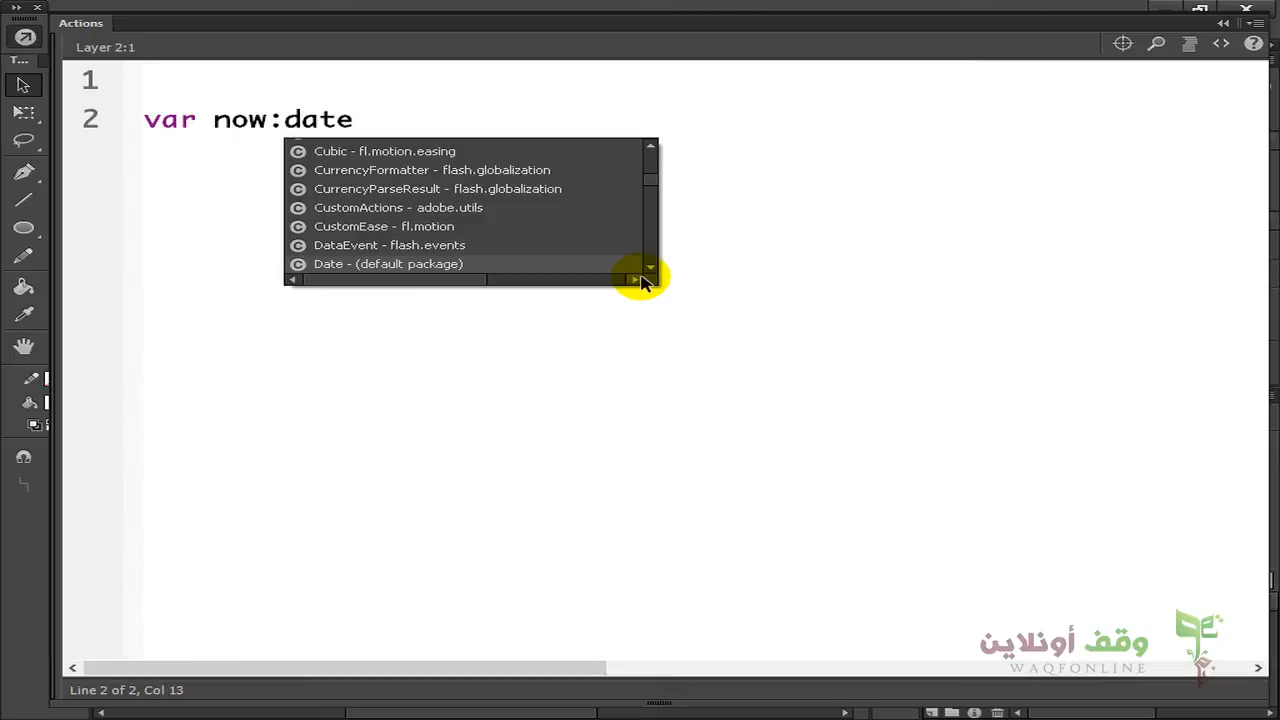 Actions
Layer 2:1
T...
1
2 var now:date
Cubic - fl.motion.easing
CurrencyFormatter - flash.globalization
CurrencyParseResult - flash.globalization
CustomActions - adobe.utils
CustomEase - fl.motion
DataEvent - flash.events
Date - (default package)
وقف أونلاين
WAQFONLINE
Line 2 of 2, Col 13